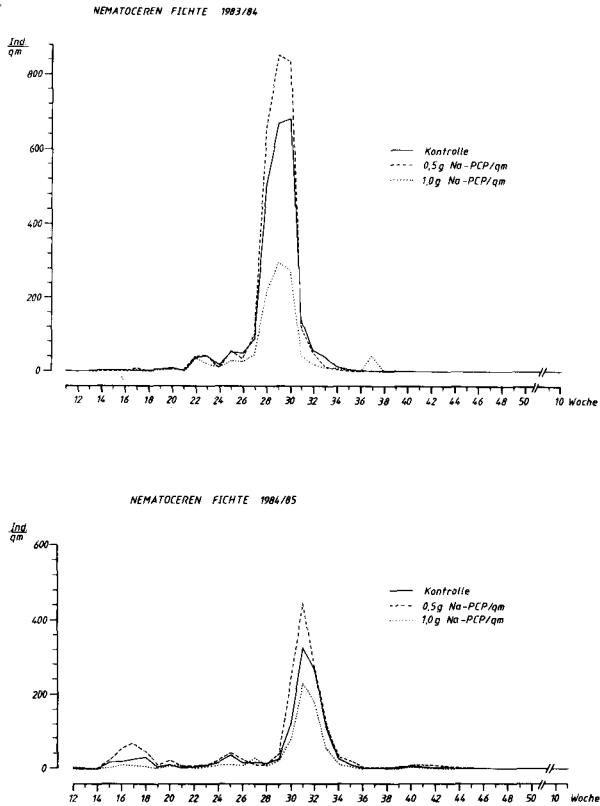 NEMATOCEREN FICHTE 1983/84
Ind
qm
800
600
400
200
0
Kontrolle
0,5g Na-PCP/qm
1,0g Na-PCP/qm
12 14 16 18 20 22 24 26 28 30 32 34 36 38 40 42 44 46 48 50 10 Woche
NEMATOCEREN FICHTE 1984/85
Ind
qm
600
400
200
0
Kontrolle
0,5g Na-PCP/qm
1,0g Na-PCP/qm
12 14 16 18 20 22 24 26 28 30 32 34 36 38 40 42 44 46 48 50 10 Woche